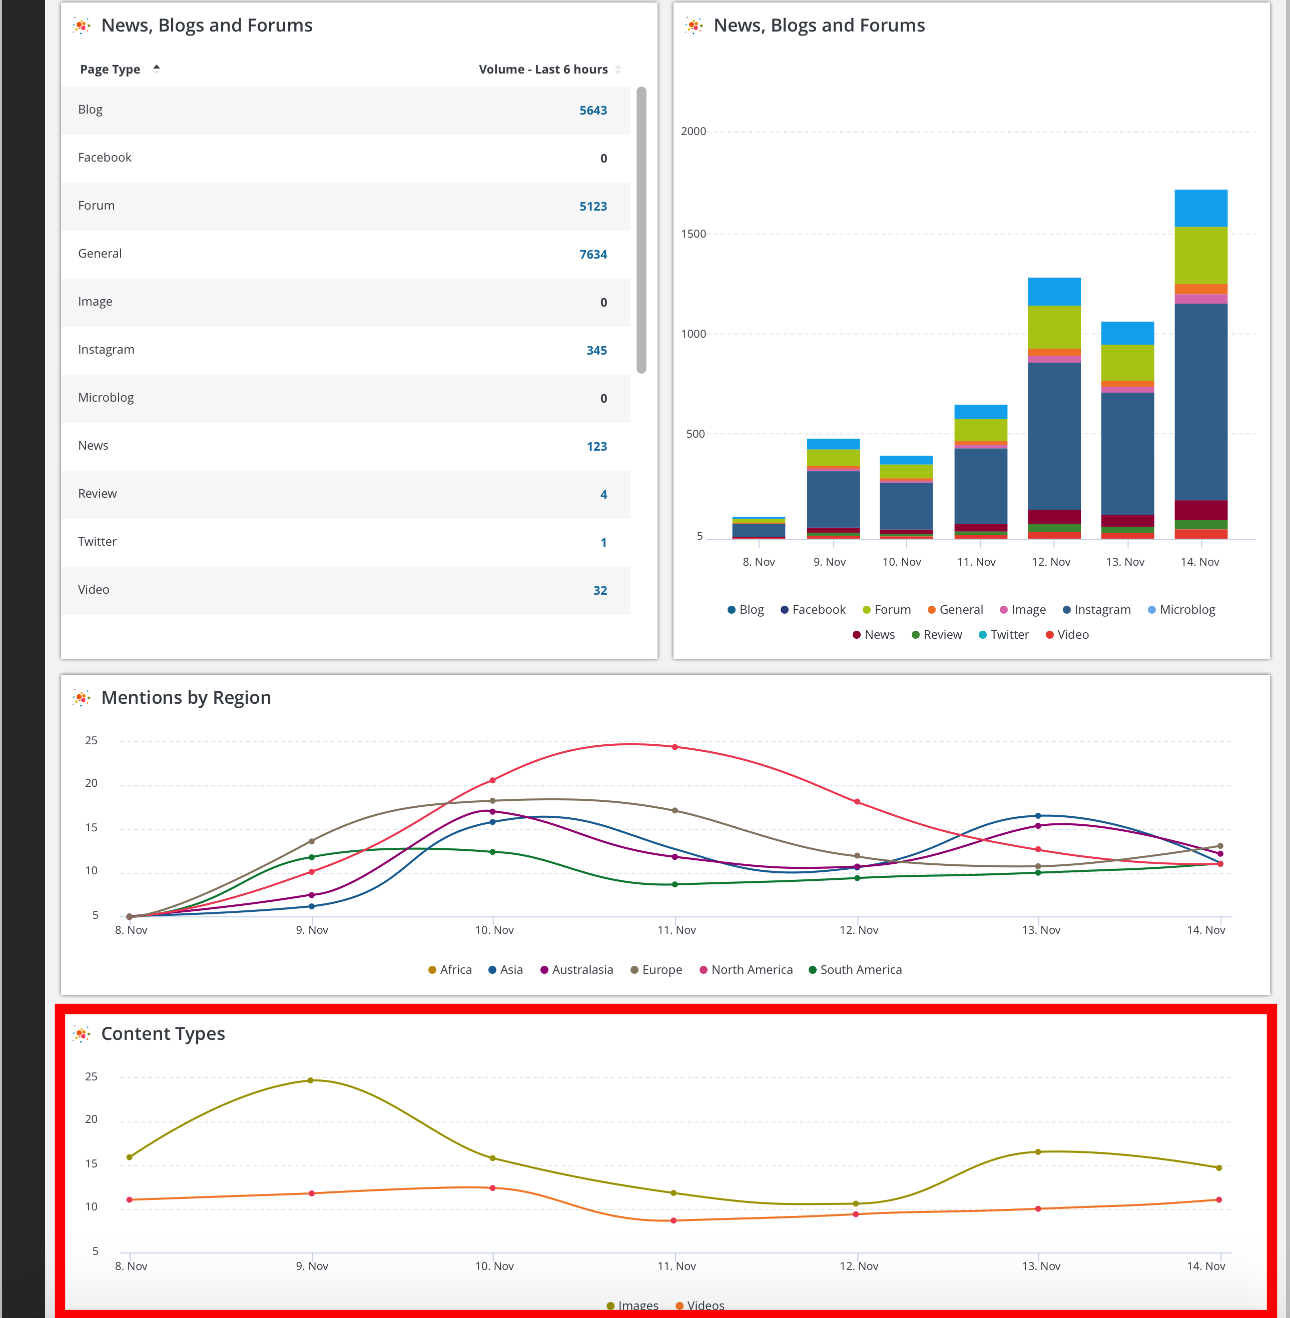 News, Blogs and Forums
Page Type Volume - Last 6 hours
Blog 5643
Facebook 0
Forum 5123
General 7634
Image 0
Instagram 345
Microblog 0
News 123
Review 4
Twitter 1
Video 32
News, Blogs and Forums
2000
1500
1000
500
5
8. Nov 9. Nov 10. Nov 11. Nov 12. Nov 13. Nov 14. Nov
Blog Facebook Forum General Image Instagram Microblog
News Review Twitter Video
Mentions by Region
25
20
15
10
5
8. Nov 9. Nov 10. Nov 11. Nov 12. Nov 13. Nov 14. Nov
Africa Asia Australasia Europe North America South America
Content Types
25
20
15
10
5
8. Nov 9. Nov 10. Nov 11. Nov 12. Nov 13. Nov 14. Nov
Images Videos